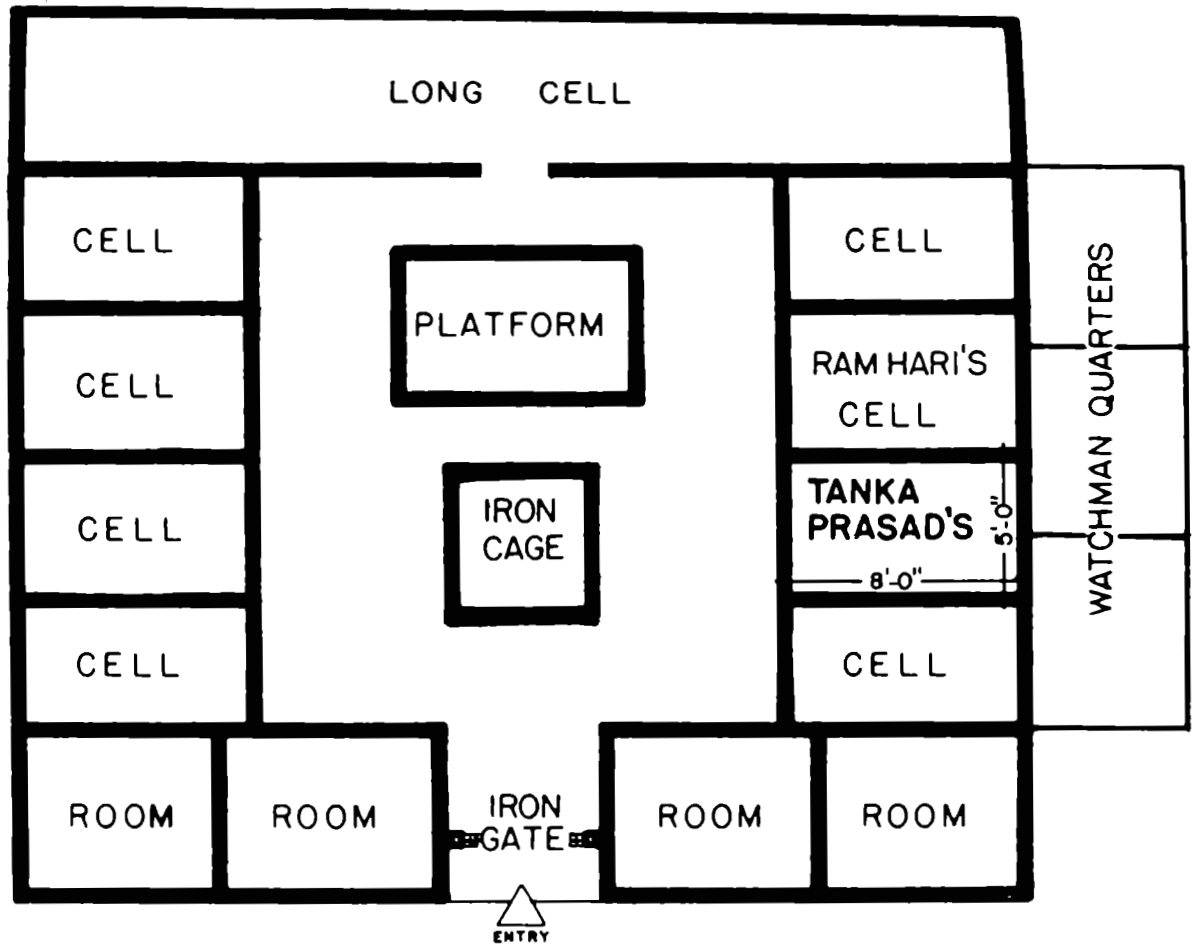 LONG CELL
CELL
CELL
PLATFORM
CELL
RAM HARI'S
CELL
WATCHMAN QUARTERS
CELL
IRON
CAGE
TANKA
PRASAD'S
5'-0"
8'-0"
CELL
CELL
ROOM
ROOM
IRON
GATE
ROOM
ROOM
ENTRY